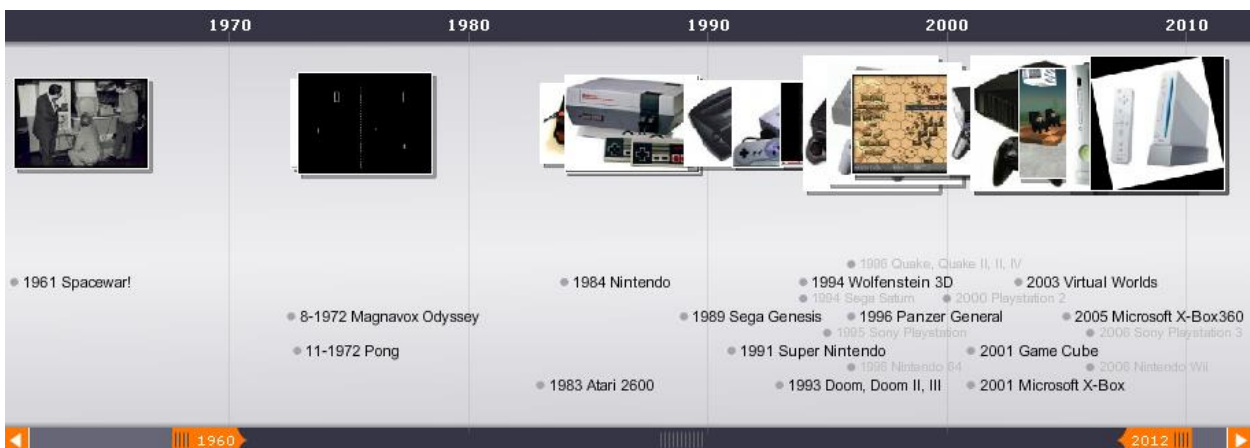 1970 1980 1990 2000 2010
1996 Quake, Quake II, II, IV
1961 Spacewar!
1984 Nintendo
1994 Wolfenstein 3D
2003 Virtual Worlds
1994 Sega Saturn
2000 Playstation 2
8-1972 Magnavox Odyssey
1989 Sega Genesis
1996 Panzer General
2005 Microsoft X-Box360
1995 Sony Playstation
2006 Sony Playstation 3
11-1972 Pong
1991 Super Nintendo
2001 Game Cube
1996 Nintendo 64
2006 Nintendo WiI
1983 Atari 2600
1993 Doom, Doom II, III
2001 Microsoft X-Box
1960
2012